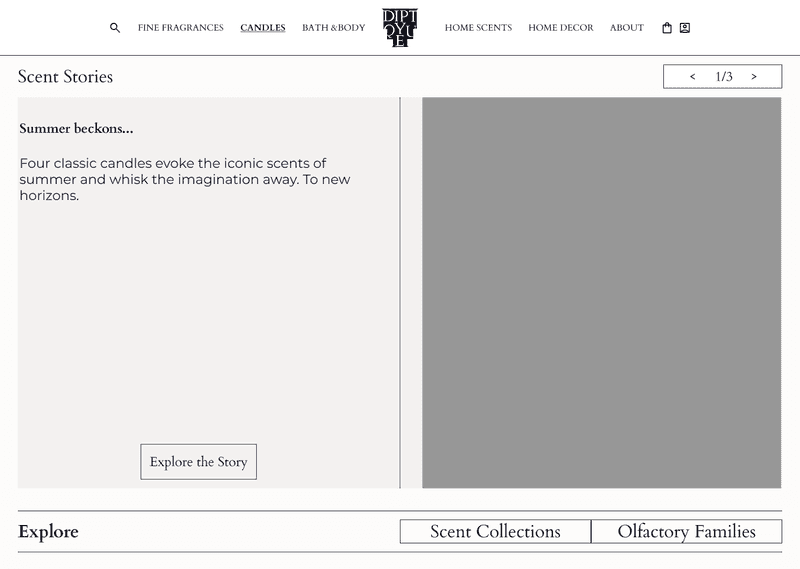 FINE FRAGRANCES
CANDLES
BATH &BODY
DIPT
OYU
E
HOME SCENTS
HOME DECOR
ABOUT
Scent Stories
< 1/3 >
Summer beckons...
Four classic candles evoke the iconic scents of
summer and whisk the imagination away. To new
horizons.
Explore the Story
Explore
Scent Collections
Olfactory Families